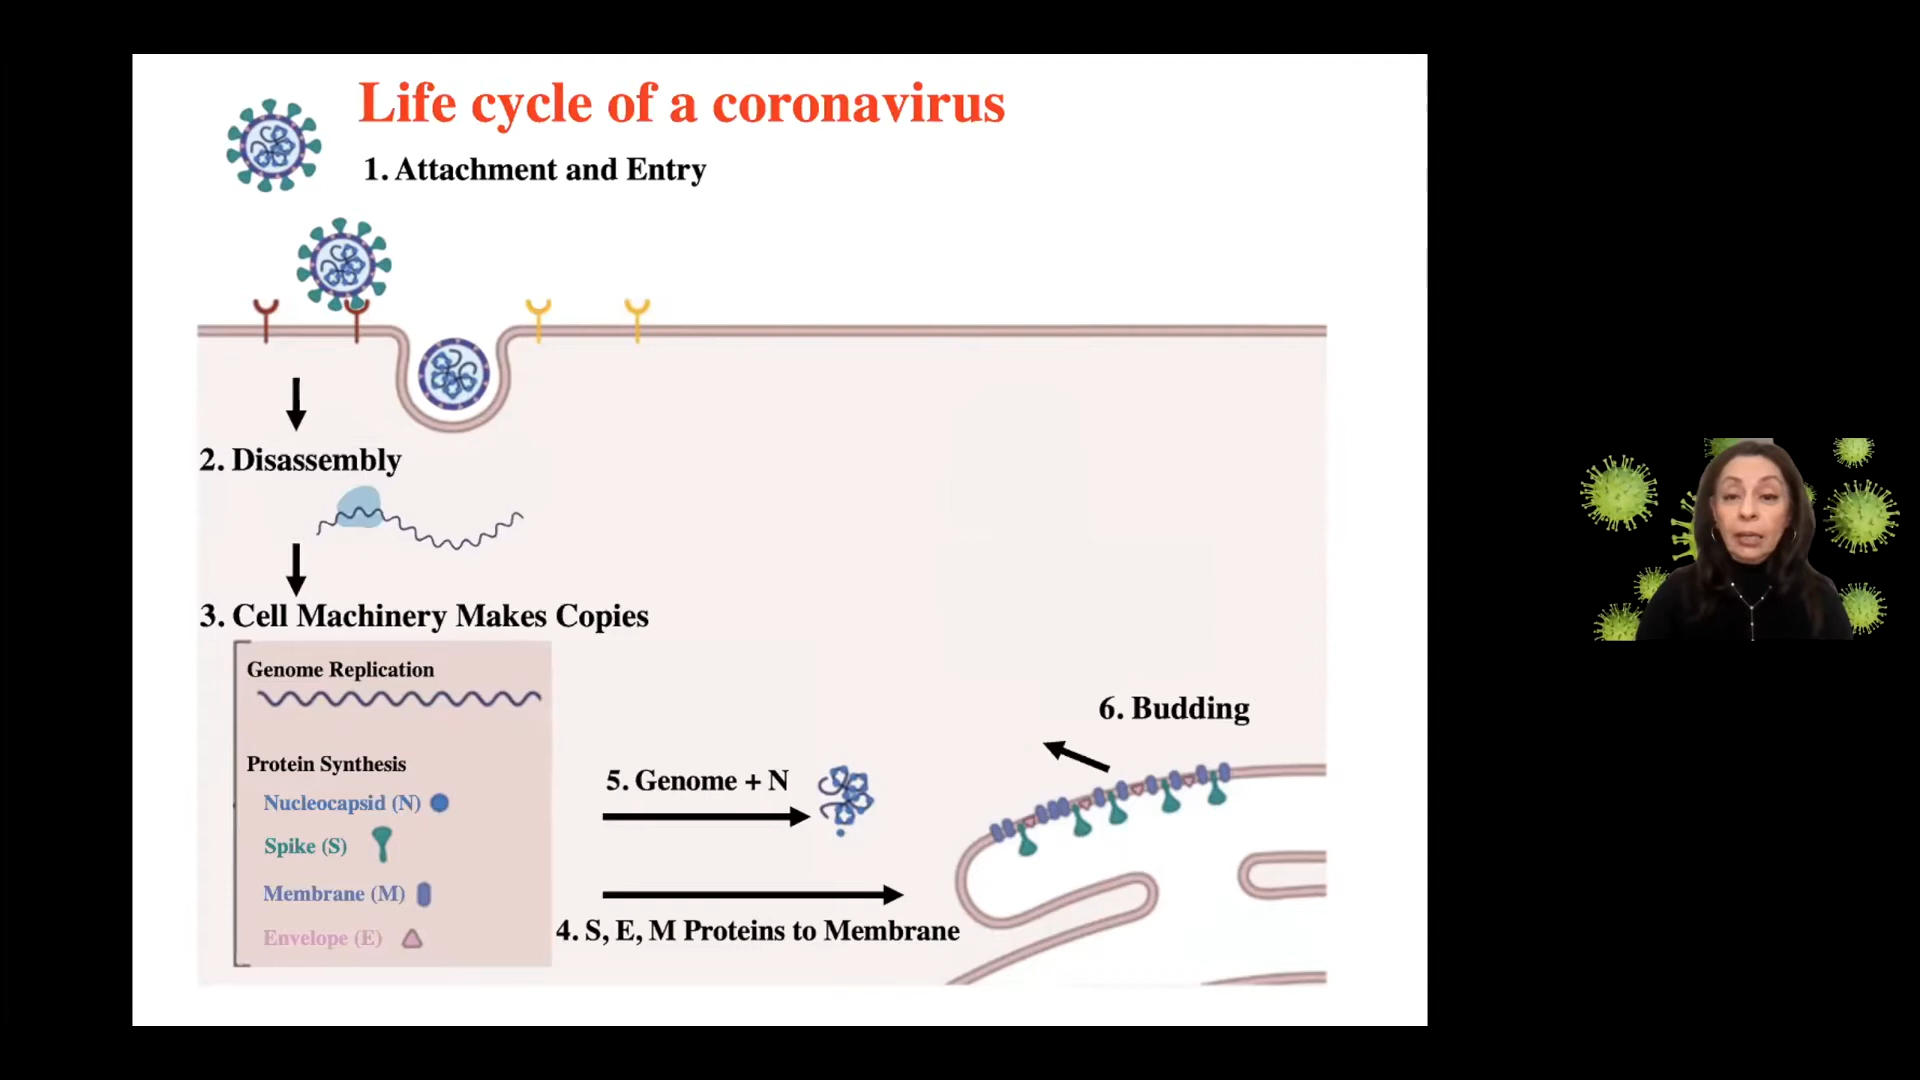 Life cycle of a coronavirus
1. Attachment and Entry
2. Disassembly
3. Cell Machinery Makes Copies
Genome Replication
Protein Synthesis
Nucleocapsid (N)
Spike (S)
Membrane (M)
Envelope (E)
4. S, E, M Proteins to Membrane
5. Genome + N
6. Budding